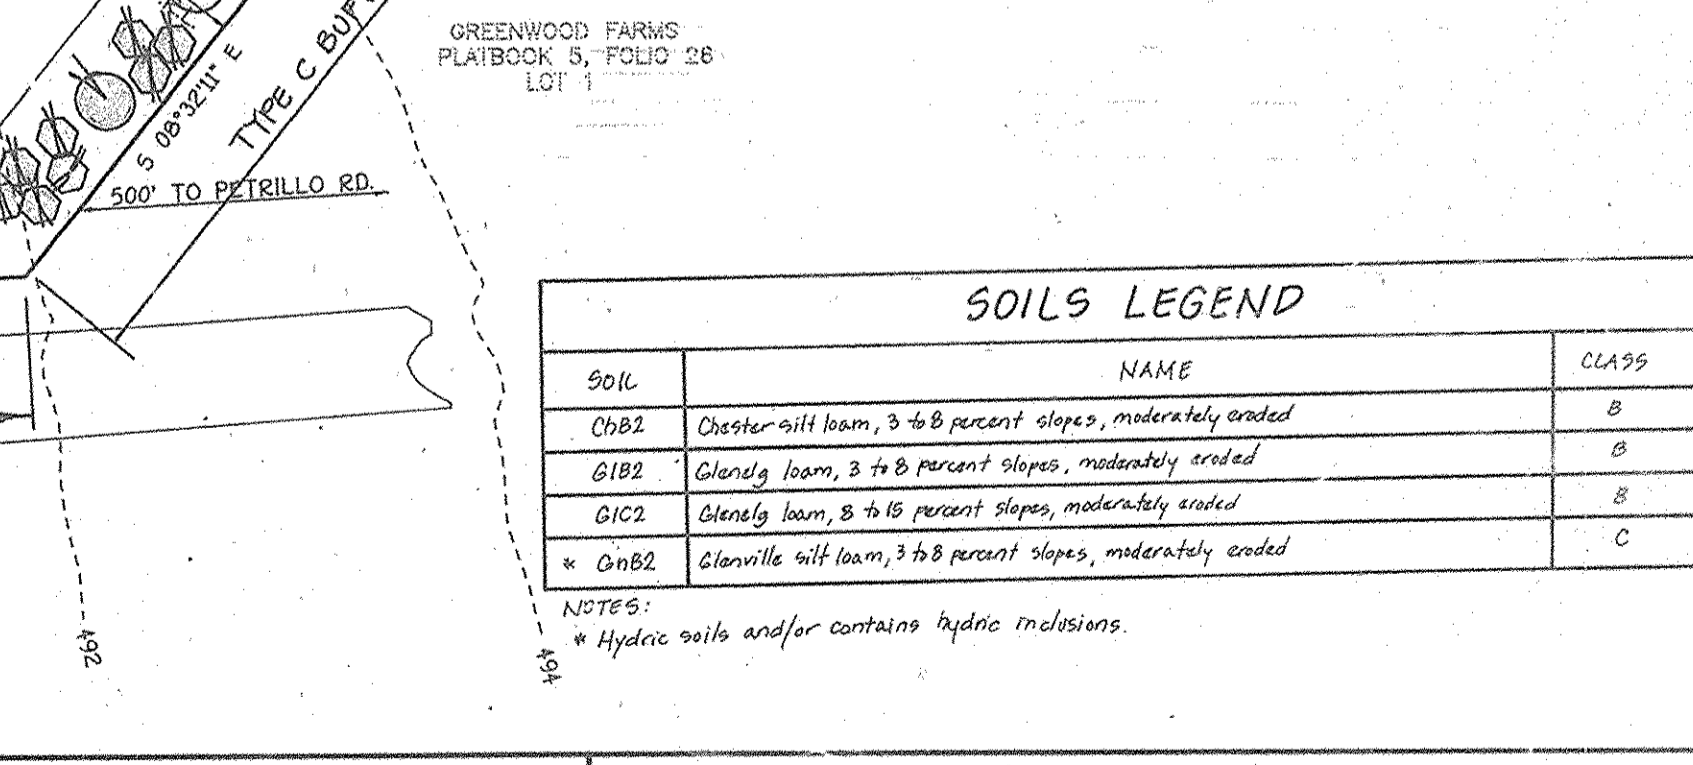 GREENWOOD FARMS
PLATBOOK 5, FOLIO 26
LOT 1
S 08°32'11" E
TYPE C BUF
500' TO PETRILLO RD.
SOILS LEGEND
SOIL NAME CLASS
ChB2 Chester silt loam, 3 to 8 percent slopes, moderately eroded B
GlB2 Glenelg loam, 3 to 8 percent slopes, moderately eroded B
GlC2 Glenelg loam, 8 to 15 percent slopes, moderately eroded B
* GnB2 Glenville silt loam, 3 to 8 percent slopes, moderately eroded C
NOTES:
* Hydric soils and/or contains hydric inclusions.
492
494